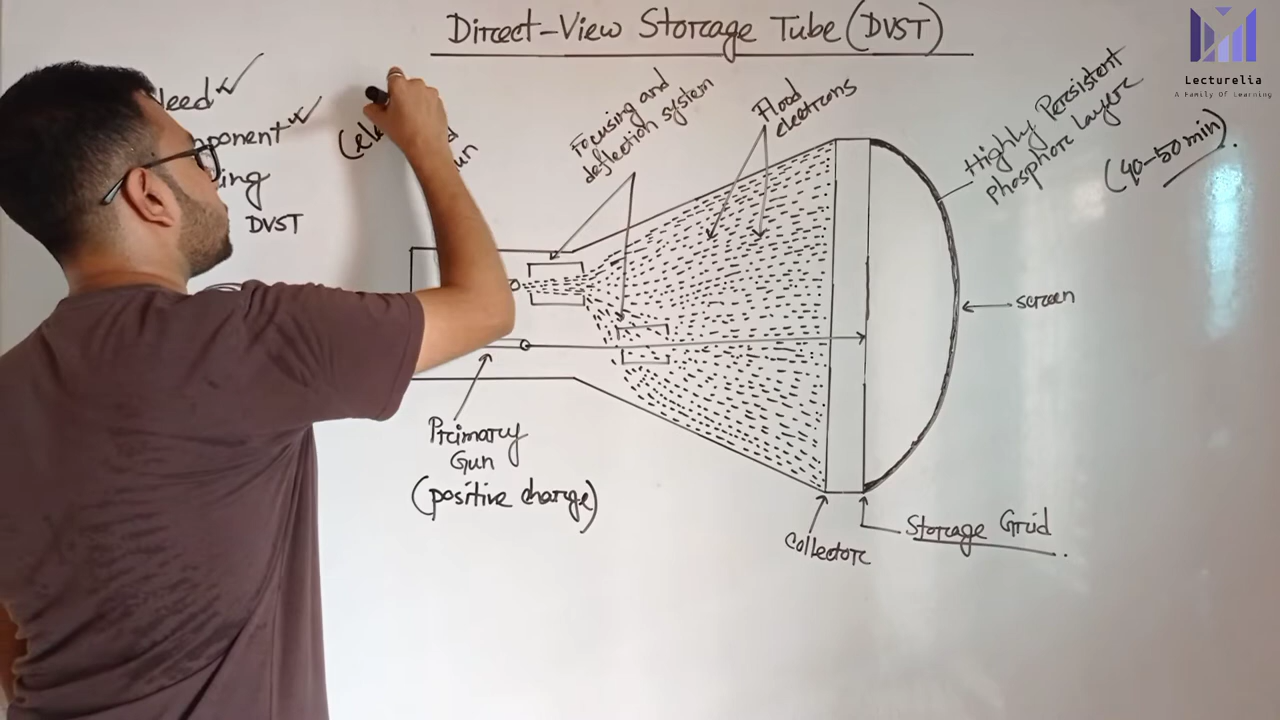 Direct-View Storage Tube (DVST)
Lecturelia
A Family Of Learning
DVST
Focusing and
deflection system
Flood
electrons
Highly Persistent
phosphor Layer
(40-50 min)
screen
Primary
Gun
(positive charge)
Collector
Storage Grid